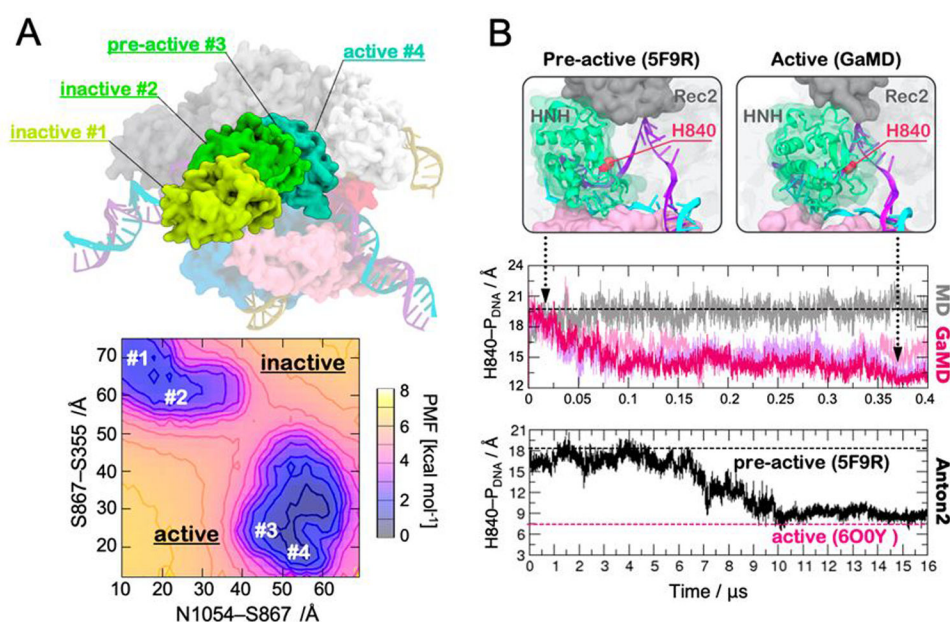 A
pre-active #3
active #4
inactive #2
inactive #1
70
60
50
40
30
20
S867–S355 /Å
#1
#2
inactive
active
#3
#4
10 20 30 40 50 60
N1054–S867 /Å
8
6
4
2
0
PMF [kcal mol-1]
B
Pre-active (5F9R)
Active (GaMD)
HNH
Rec2
H840
HNH
Rec2
H840
24
21
18
15
12
H840–PDNA / Å
0 0.05 0.1 0.15 0.2 0.25 0.3 0.35 0.4
MD
GaMD
21
18
15
12
9
6
3
H840–PDNA / Å
pre-active (5F9R)
active (6O0Y )
0 1 2 3 4 5 6 7 8 9 10 11 12 13 14 15 16
Time / μs
Anton2